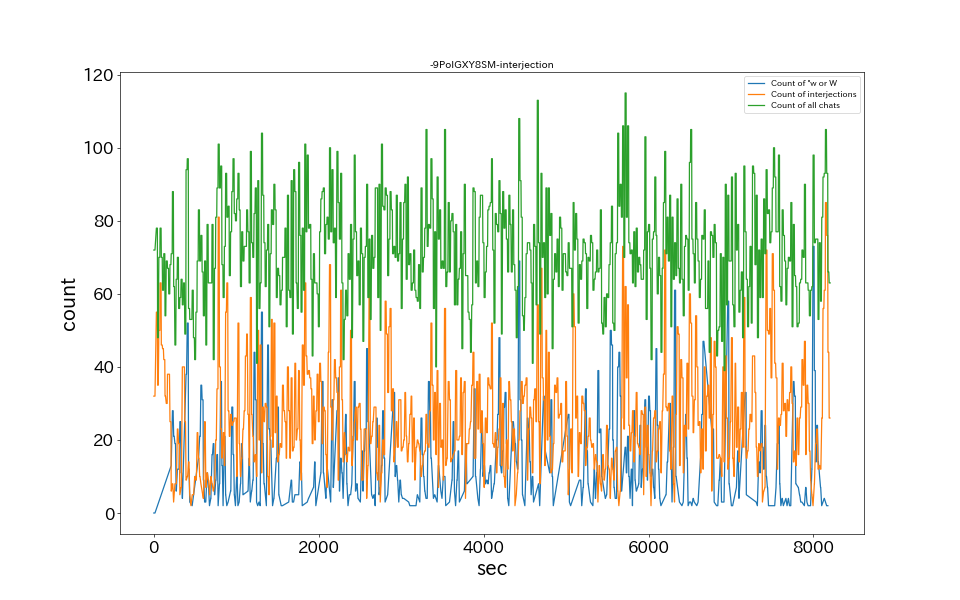 -9PoIGXY8SM-interjection
120
100
80
60
40
20
0
count
0
2000
4000
6000
8000
sec
Count of "w or W
Count of interjections
Count of all chats